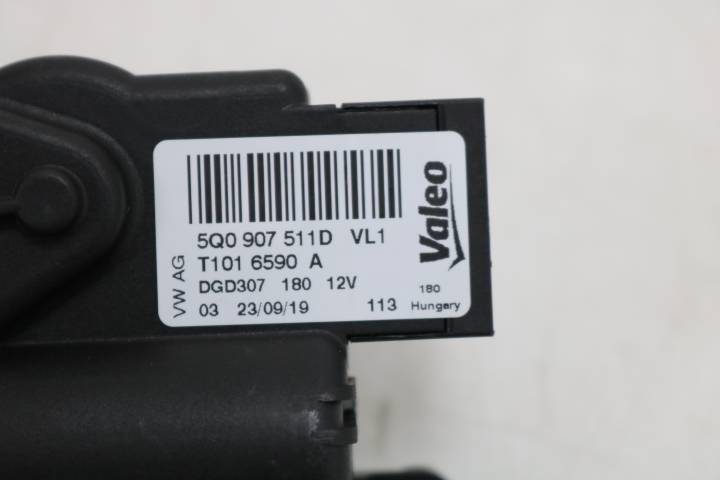 5Q0 907 511D VL1
T101 6590 A
DGD307 180 12V
03 23/09/19 113
VW AG
Valeo
180
Hungary